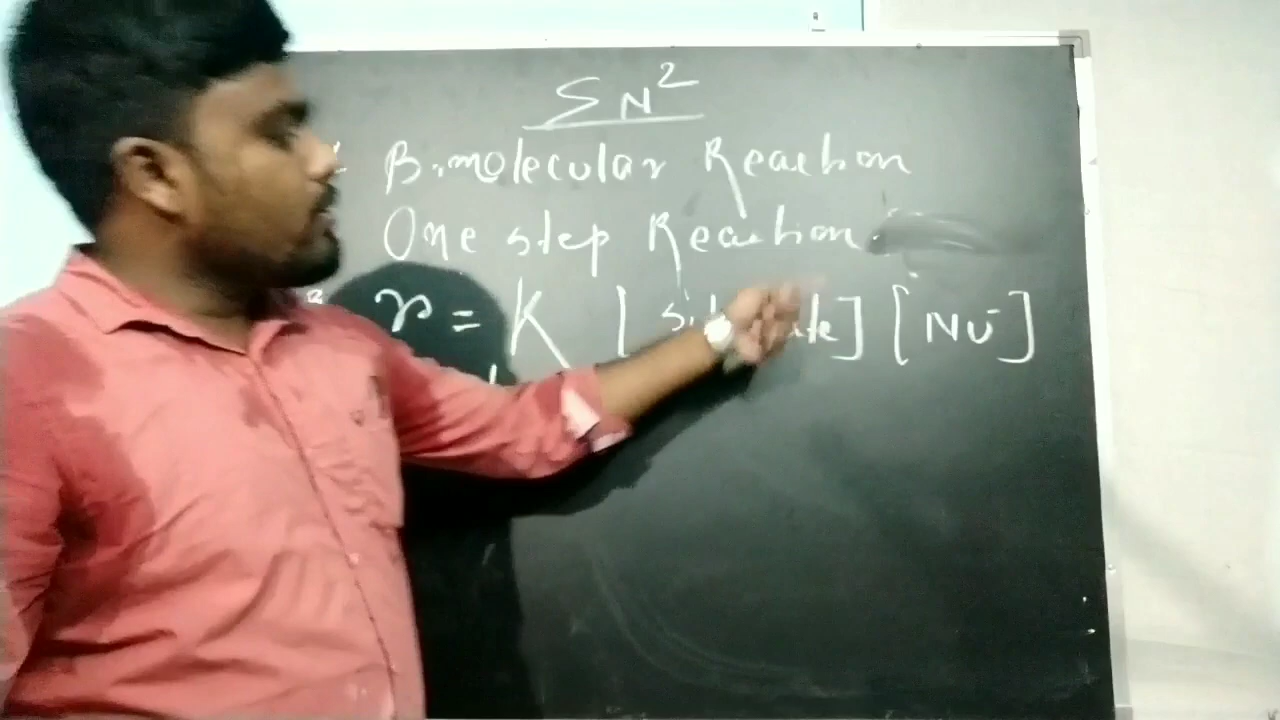 SN2
Bimolecular Reaction
One step Reaction
r = K [ ] [Nu-]